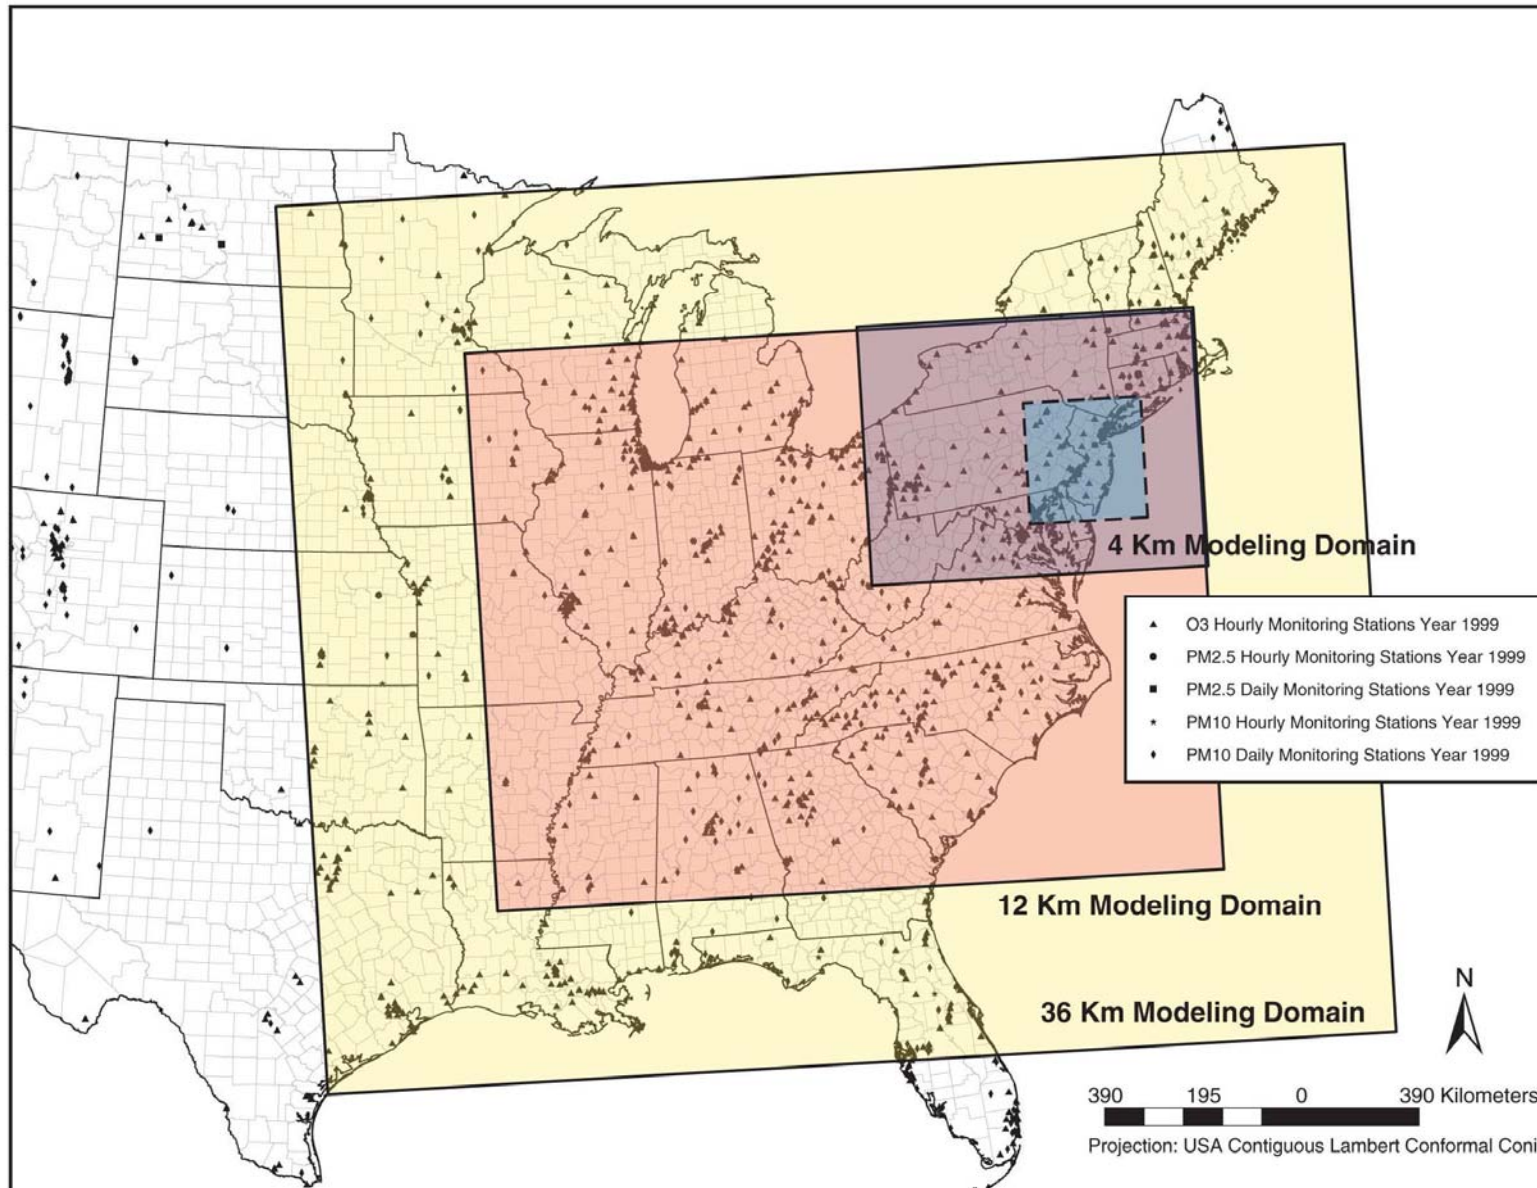 4 Km Modeling Domain
O3 Hourly Monitoring Stations Year 1999
PM2.5 Hourly Monitoring Stations Year 1999
PM2.5 Daily Monitoring Stations Year 1999
PM10 Hourly Monitoring Stations Year 1999
PM10 Daily Monitoring Stations Year 1999
12 Km Modeling Domain
36 Km Modeling Domain
N
390 195 0 390 Kilometers
Projection: USA Contiguous Lambert Conformal Coni